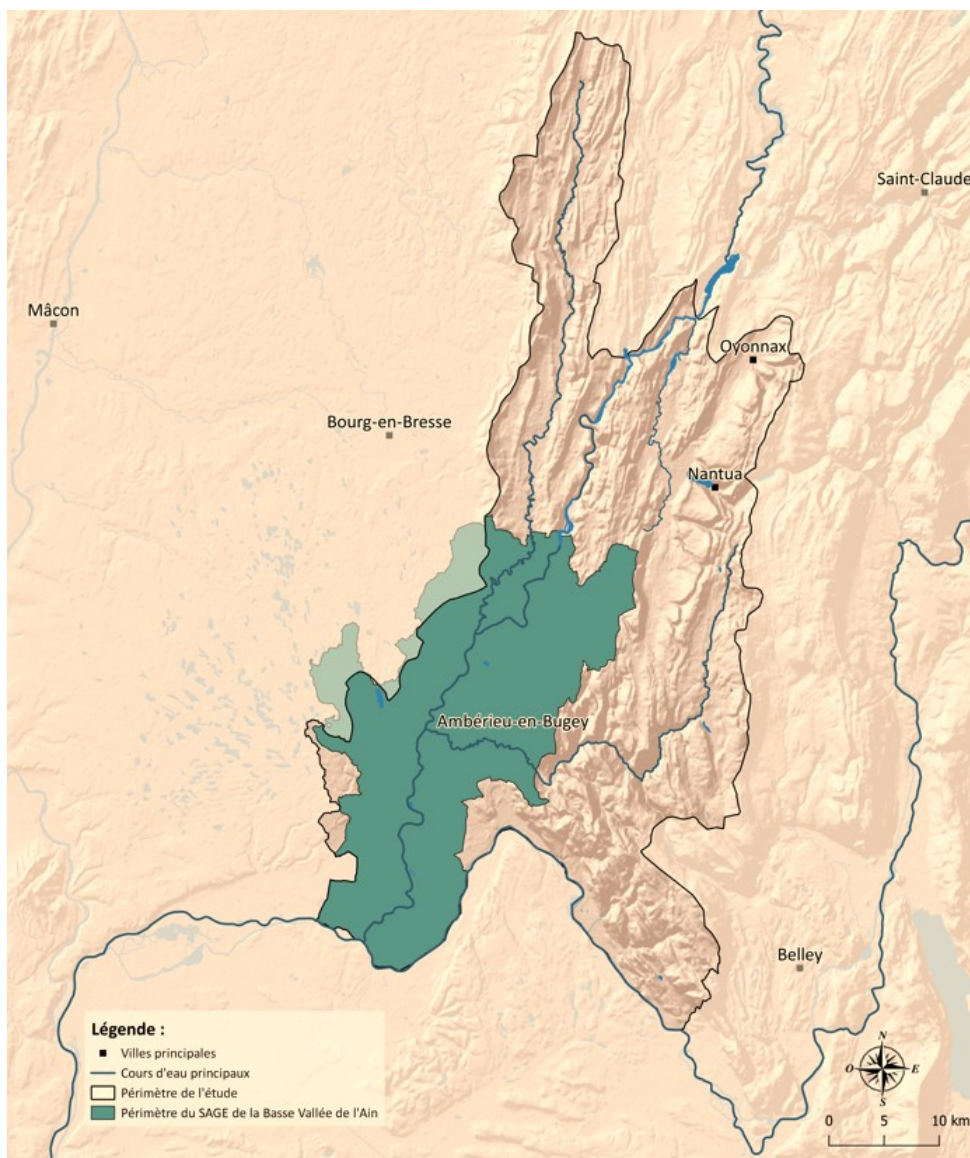 Saint-Claude
Mâcon
Oyonnax
Bourg-en-Bresse
Nantua
Ambérieu-en-Bugey
Belley
Légende :
Villes principales
Cours d'eau principaux
Périmètre de l'étude
Périmètre du SAGE de la Basse Vallée de l'Ain
N
O
E
S
0 5 10 km